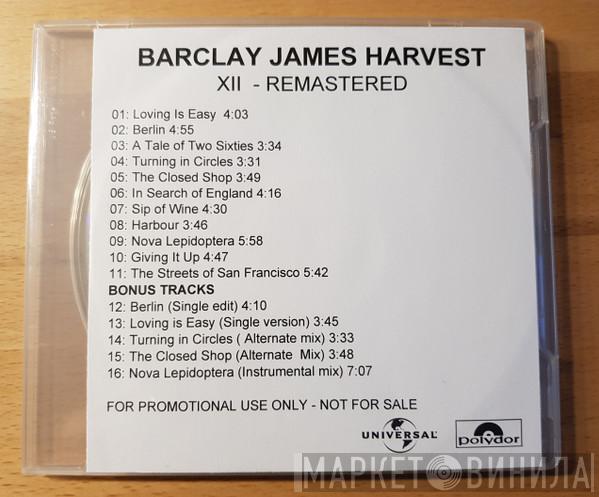 BARCLAY JAMES HARVEST
XII - REMASTERED
01: Loving Is Easy 4:03
02: Berlin 4:55
03: A Tale of Two Sixties 3:34
04: Turning in Circles 3:31
05: The Closed Shop 3:49
06: In Search of England 4:16
07: Sip of Wine 4:30
08: Harbour 3:46
09: Nova Lepidoptera 5:58
10: Giving It Up 4:47
11: The Streets of San Francisco 5:42
BONUS TRACKS
12: Berlin (Single edit) 4:10
13: Loving is Easy (Single version) 3:45
14: Turning in Circles ( Alternate mix) 3:33
15: The Closed Shop (Alternate Mix) 3:48
16: Nova Lepidoptera (Instrumental mix) 7:07
FOR PROMOTIONAL USE ONLY - NOT FOR SALE
UNIVERSAL
polydor
МАРКЕТ ВИНИЛА